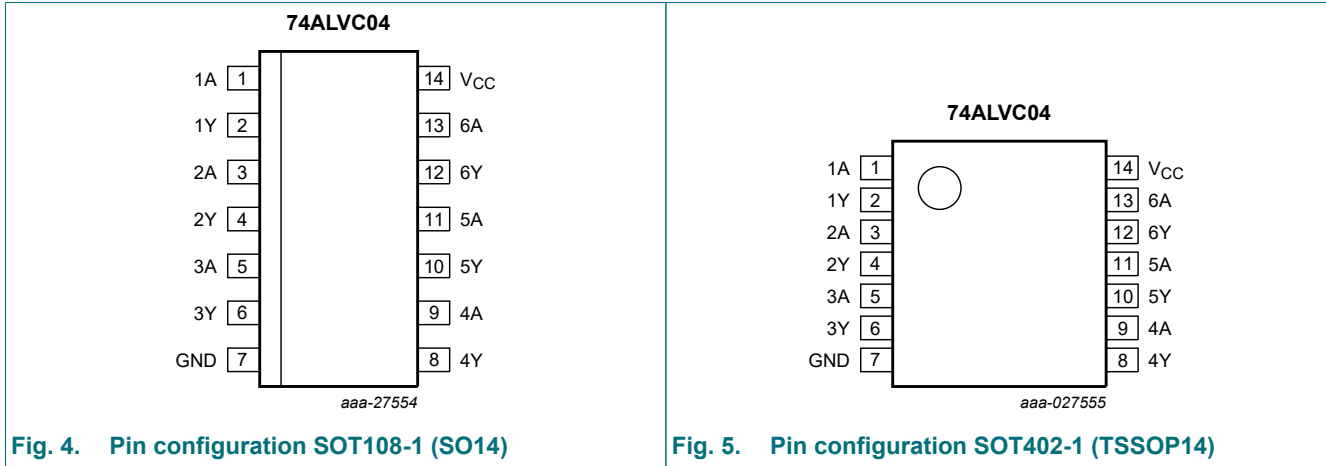 74ALVC04
1A 1 14 VCC
1Y 2 13 6A
2A 3 12 6Y
2Y 4 11 5A
3A 5 10 5Y
3Y 6 9 4A
GND 7 8 4Y
aaa-27554
Fig. 4. Pin configuration SOT108-1 (SO14)
74ALVC04
1A 1 14 VCC
1Y 2 13 6A
2A 3 12 6Y
2Y 4 11 5A
3A 5 10 5Y
3Y 6 9 4A
GND 7 8 4Y
aaa-027555
Fig. 5. Pin configuration SOT402-1 (TSSOP14)